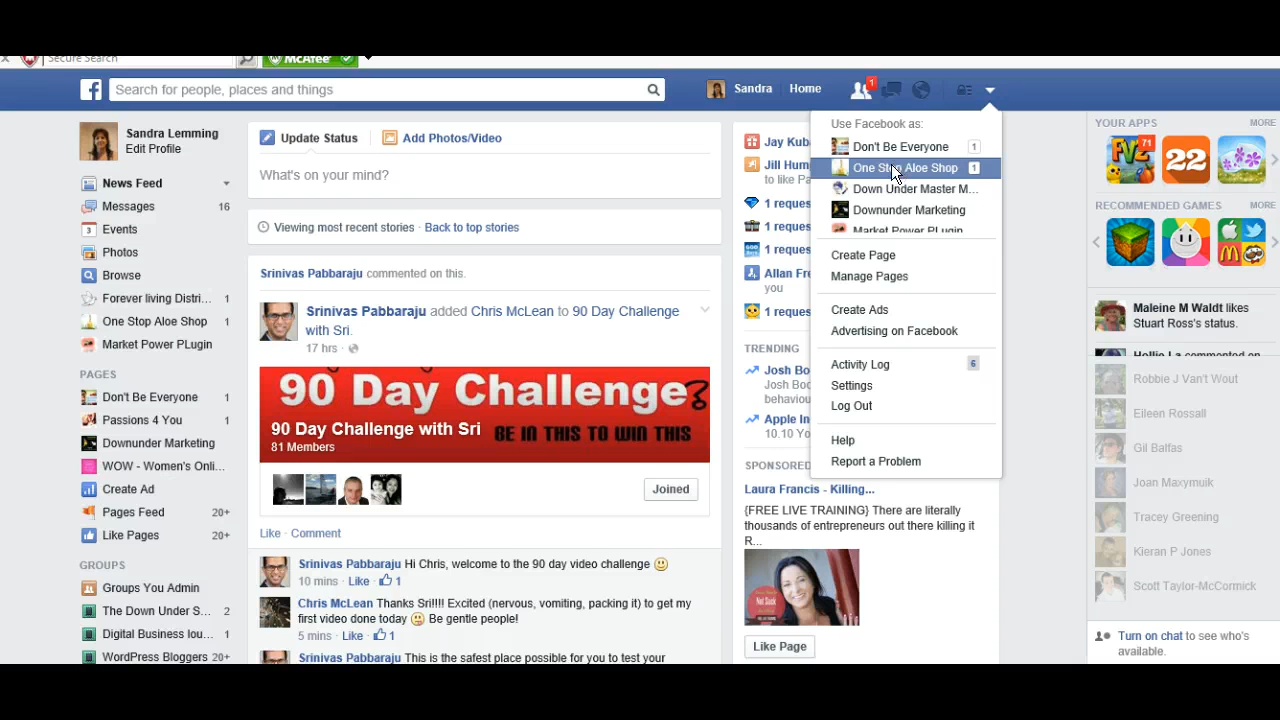 Secure Search
McAfee
Search for people, places and things
Sandra
Home
1
Sandra Lemming
Edit Profile
News Feed
Messages 16
3 Events
Photos
Browse
Forever living Distri... 1
One Stop Aloe Shop 1
Market Power PLugin
PAGES
Don't Be Everyone 1
Passions 4 You 1
Downunder Marketing
WOW - Women's Onli...
Create Ad
Pages Feed 20+
Like Pages 20+
GROUPS
Groups You Admin
The Down Under S... 2
Digital Business lou... 1
WordPress Bloggers 20+
Update Status
Add Photos/Video
What's on your mind?
Viewing most recent stories · Back to top stories
Srinivas Pabbaraju commented on this.
Srinivas Pabbaraju added Chris McLean to 90 Day Challenge
with Sri.
17 hrs ·
90 Day Challenge
90 Day Challenge with Sri
BE IN THIS TO WIN THIS
81 Members
Joined
Like · Comment
Srinivas Pabbaraju Hi Chris, welcome to the 90 day video challenge
10 mins · Like · 1
Chris McLean Thanks Sri!!!! Excited (nervous, vomiting, packing it) to get my
first video done today Be gentle people!
5 mins · Like · 1
Srinivas Pabbaraju This is the safest place possible for you to test your
Jay Kub
Jill Hum
to like Pa
1 reques
1 reques
1 reques
Allan Fre
you
1 reques
TRENDING
Josh Bo
Josh Boo
behaviou
Apple In
10.10 Yo
SPONSORED
Laura Francis - Killing...
{FREE LIVE TRAINING} There are literally
thousands of entrepreneurs out there killing it
R...
Like Page
Use Facebook as:
Don't Be Everyone 1
One Stop Aloe Shop 1
Down Under Master M...
Downunder Marketing
Market Power PLugin
Create Page
Manage Pages
Create Ads
Advertising on Facebook
Activity Log 6
Settings
Log Out
Help
Report a Problem
YOUR APPS MORE
71
22
RECOMMENDED GAMES MORE
Maleine M Waldt likes
Stuart Ross's status.
Hollie La commented on
Robbie J Van't Wout
Eileen Rossall
Gil Balfas
Joan Maxymuik
Tracey Greening
Kieran P Jones
Scott Taylor-McCormick
Turn on chat to see who's
available.